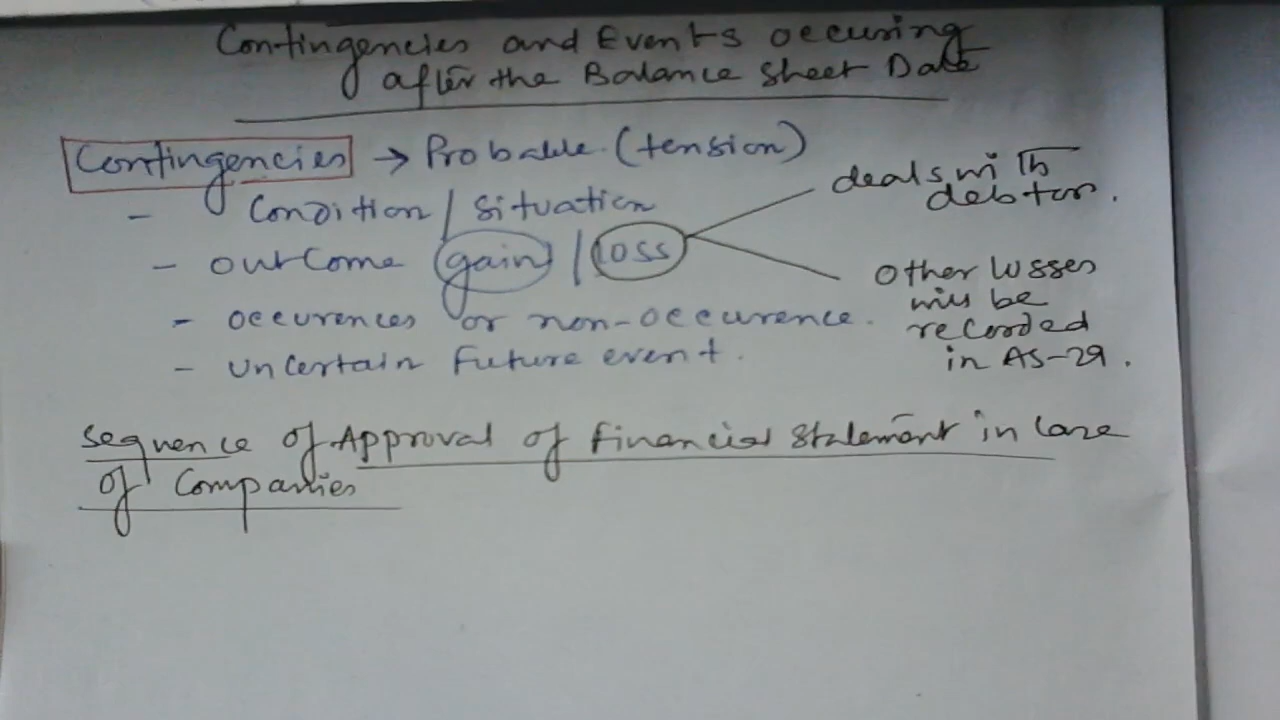 Contingencies and Events occuring
after the Balance Sheet Date
Contingencies → Probable (tension)
- Condition / Situation
- outcome gain / loss
- occurences or non-occurence.
- uncertain future event.
deals with
debtor.
Other losses
will be
recorded
in AS-29.
Sequence of Approval of financial Statement in case
of Companies